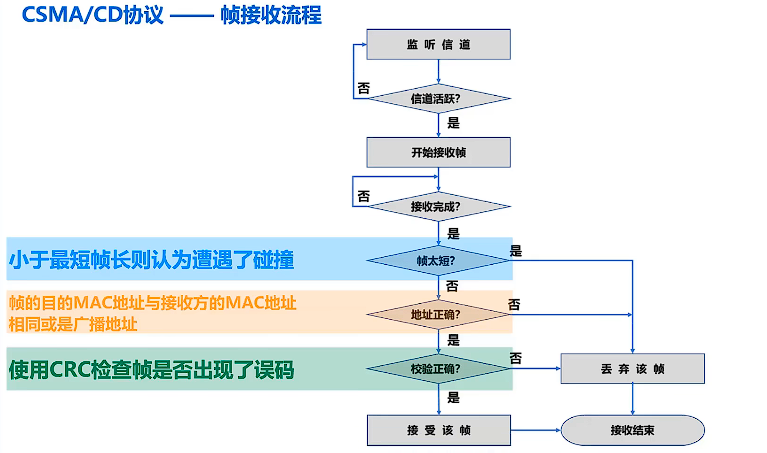 CSMA/CD协议 —— 帧接收流程
监 听 信 道
否
信道活跃?
是
开始接收帧
否
接收完成?
是
小于最短帧长则认为遭遇了碰撞
帧太短?
是
否
帧的目的MAC地址与接收方的MAC地址
相同或是广播地址
地址正确?
否
是
使用CRC检查帧是否出现了误码
校验正确?
否
丢 弃 该 帧
是
接 受 该 帧
接收结束